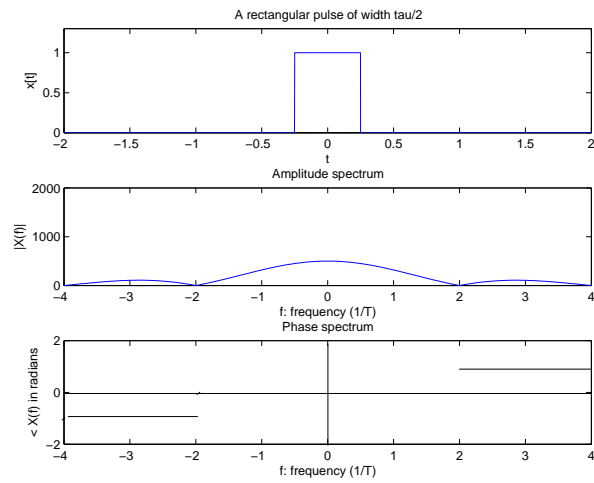 A rectangular pulse of width tau/2
x[t]
1
0.5
0
−2 −1.5 −1 −0.5 0 0.5 1 1.5 2
t
Amplitude spectrum
|X(f)|
2000
1000
0
−4 −3 −2 −1 0 1 2 3 4
f: frequency (1/T)
Phase spectrum
< X(f) in radians
2
0
−2
−4 −3 −2 −1 0 1 2 3 4
f: frequency (1/T)